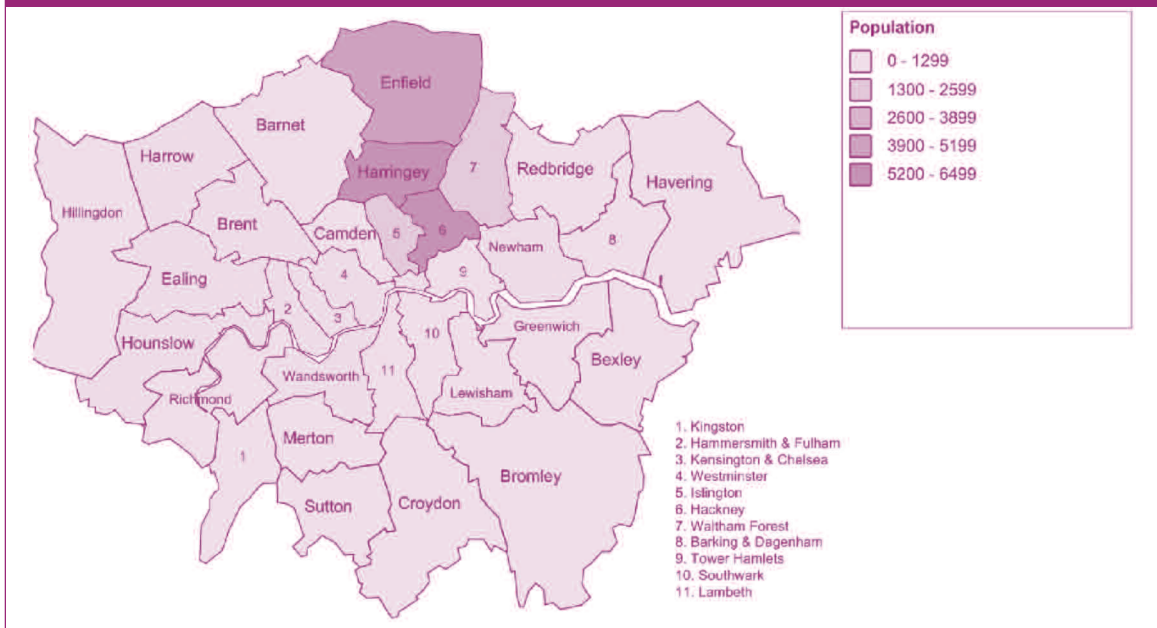 Population
0 - 1299
1300 - 2599
2600 - 3899
3900 - 5199
5200 - 6499
Enfield
Barnet
Harrow
Harringey
7
Redbridge
Havering
Hillingdon
Brent
Camden
5
6
Newham
8
Ealing
4
9
2
3
Hounslow
10
Greenwich
Bexley
Richmond
Wandsworth
11
Lewisham
Merton
1
Sutton
Croydon
Bromley
1. Kingston
2. Hammersmith & Fulham
3. Kensington & Chelsea
4. Westminster
5. Islington
6. Hackney
7. Waltham Forest
8. Barking & Dagenham
9. Tower Hamlets
10. Southwark
11. Lambeth